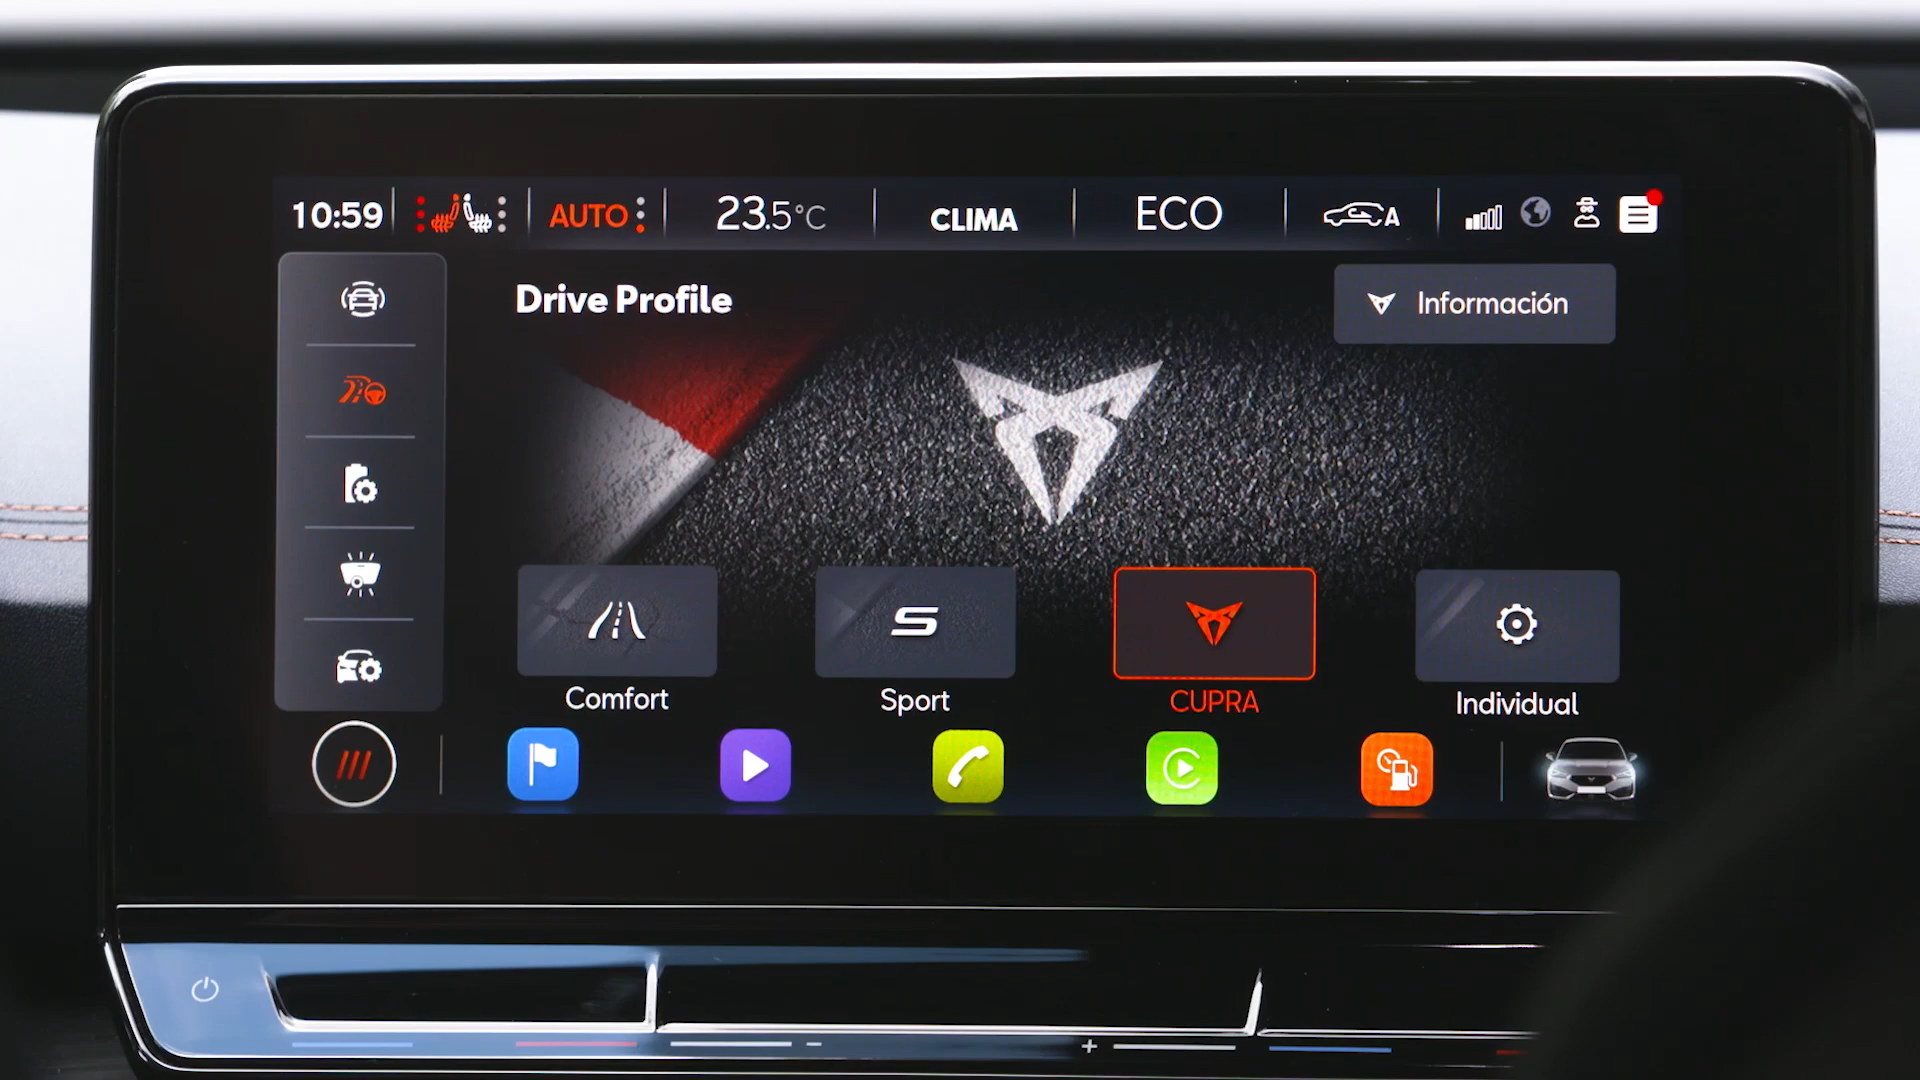 10:59 AUTO 23.5°C CLIMA ECO A
Drive Profile
Información
S
Comfort Sport CUPRA Individual
- +